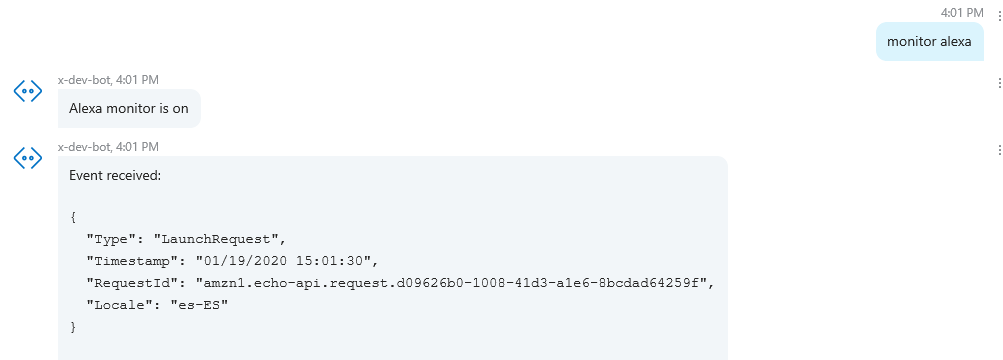 4:01 PM
monitor alexa
x-dev-bot, 4:01 PM
Alexa monitor is on
x-dev-bot, 4:01 PM
Event received:
{
"Type": "LaunchRequest",
"Timestamp": "01/19/2020 15:01:30",
"RequestId": "amzn1.echo-api.request.d09626b0-1008-41d3-a1e6-8bcdad64259f",
"Locale": "es-ES"
}